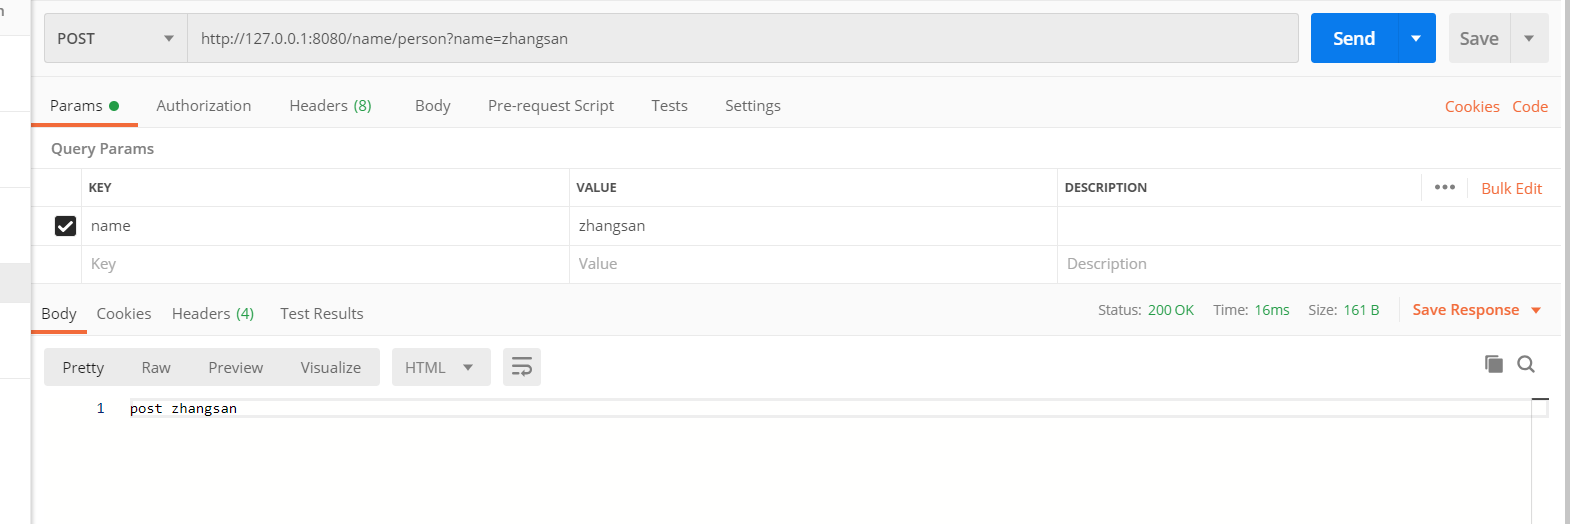 POST http://127.0.0.1:8080/name/person?name=zhangsan Send Save
Params Authorization Headers (8) Body Pre-request Script Tests Settings Cookies Code
Query Params
KEY VALUE DESCRIPTION ••• Bulk Edit
name zhangsan
Key Value Description
Body Cookies Headers (4) Test Results Status: 200 OK Time: 16ms Size: 161 B Save Response
Pretty Raw Preview Visualize HTML
1 post zhangsan